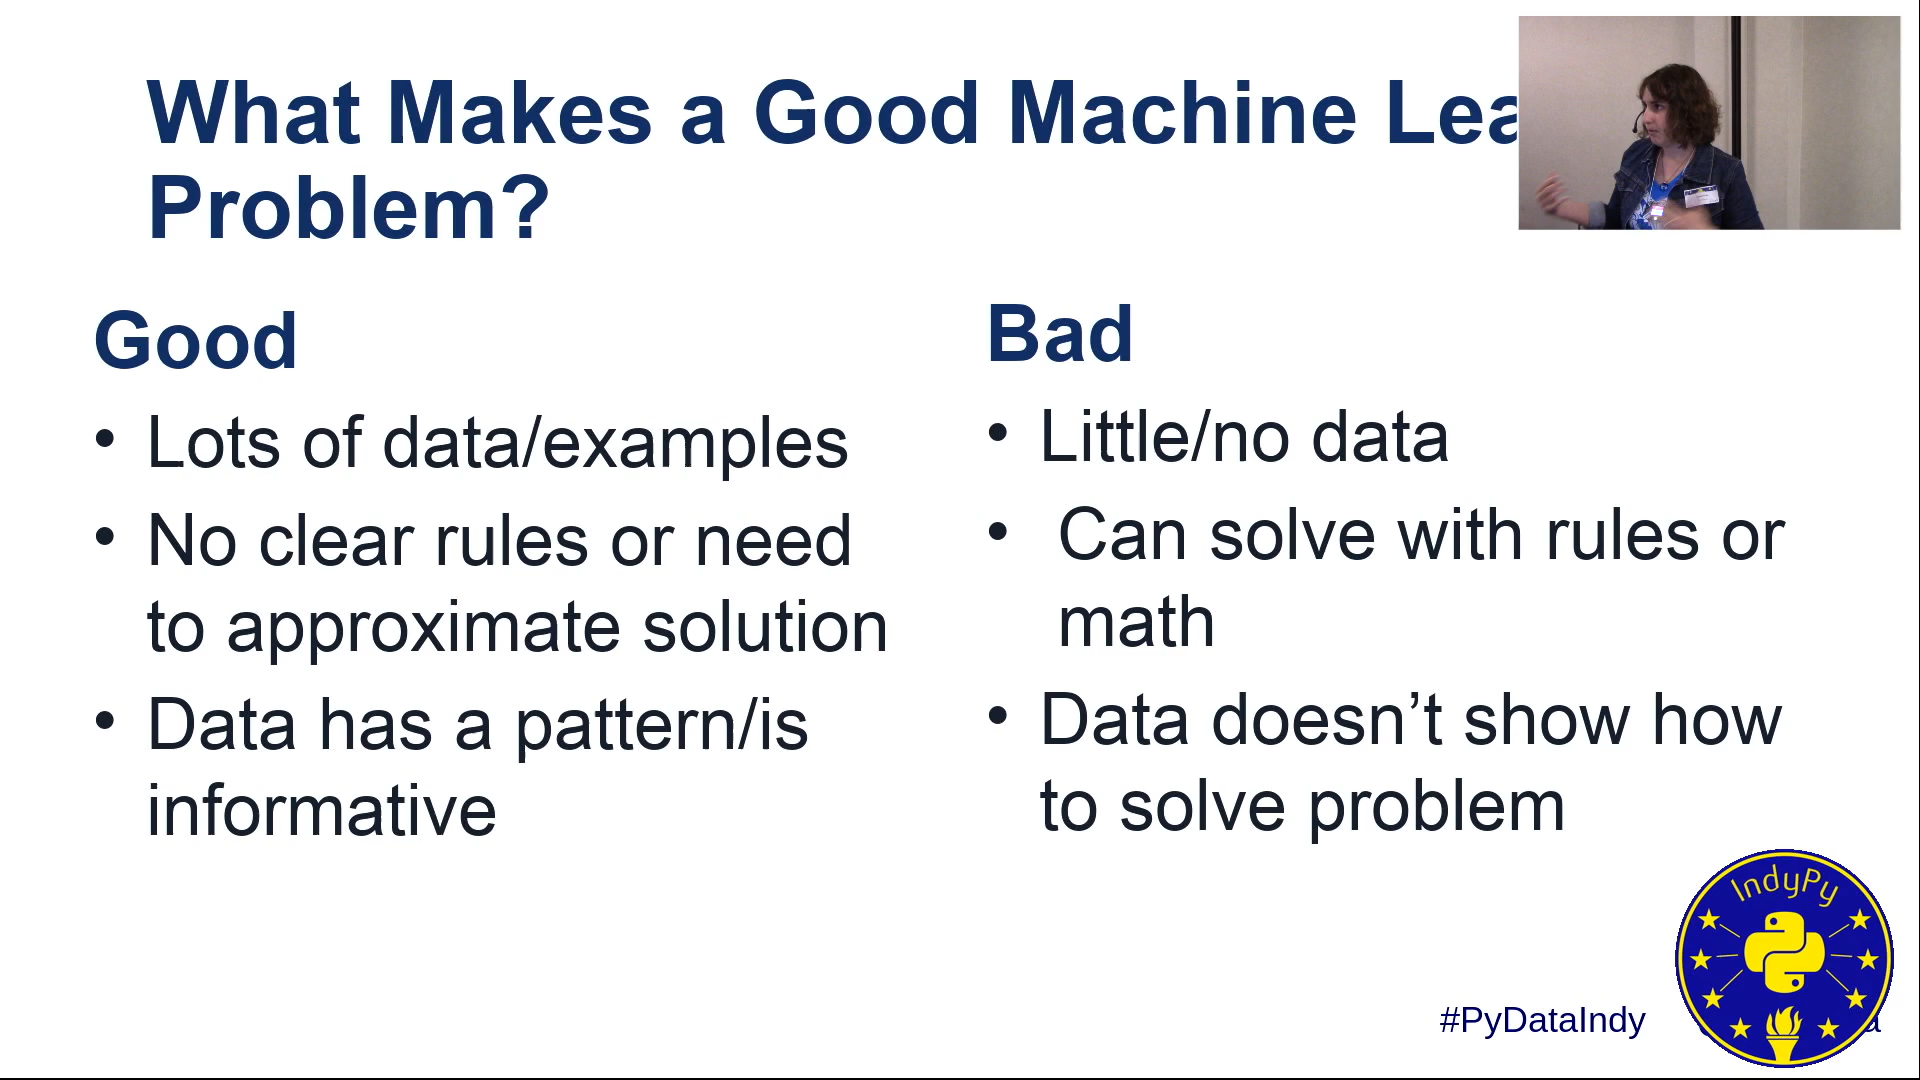 What Makes a Good Machine
Problem?
Good
• Lots of data/examples
• No clear rules or need
to approximate solution
• Data has a pattern/is
informative
Bad
• Little/no data
• Can solve with rules or
math
• Data doesn’t show how
to solve problem
IndyPy
#PyDataIndy